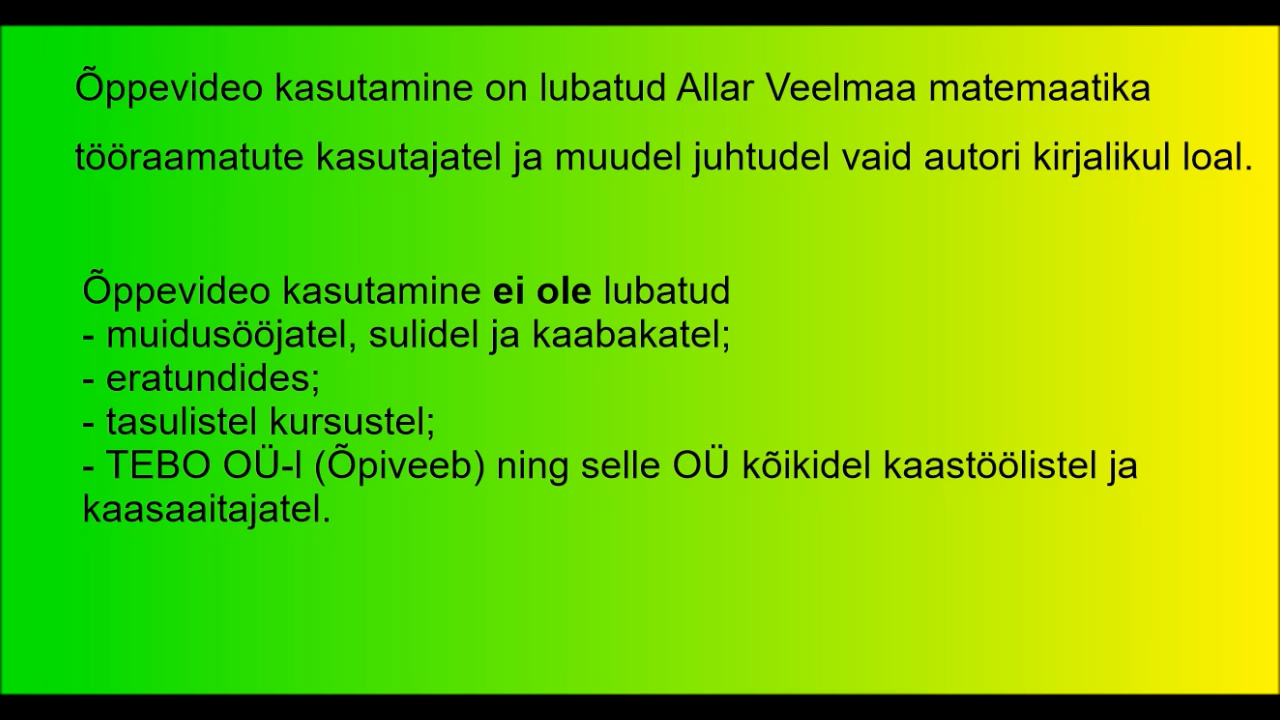 Õppevideo kasutamine on lubatud Allar Veelmaa matemaatika
tööraamatute kasutajatel ja muudel juhtudel vaid autori kirjalikul loal.
Õppevideo kasutamine ei ole lubatud
- muidusööjatel, sulidel ja kaabakatel;
- eratundides;
- tasulistel kursustel;
- TEBO OÜ-l (Õpiveeb) ning selle OÜ kõikidel kaastöölistel ja
kaasaaitajatel.